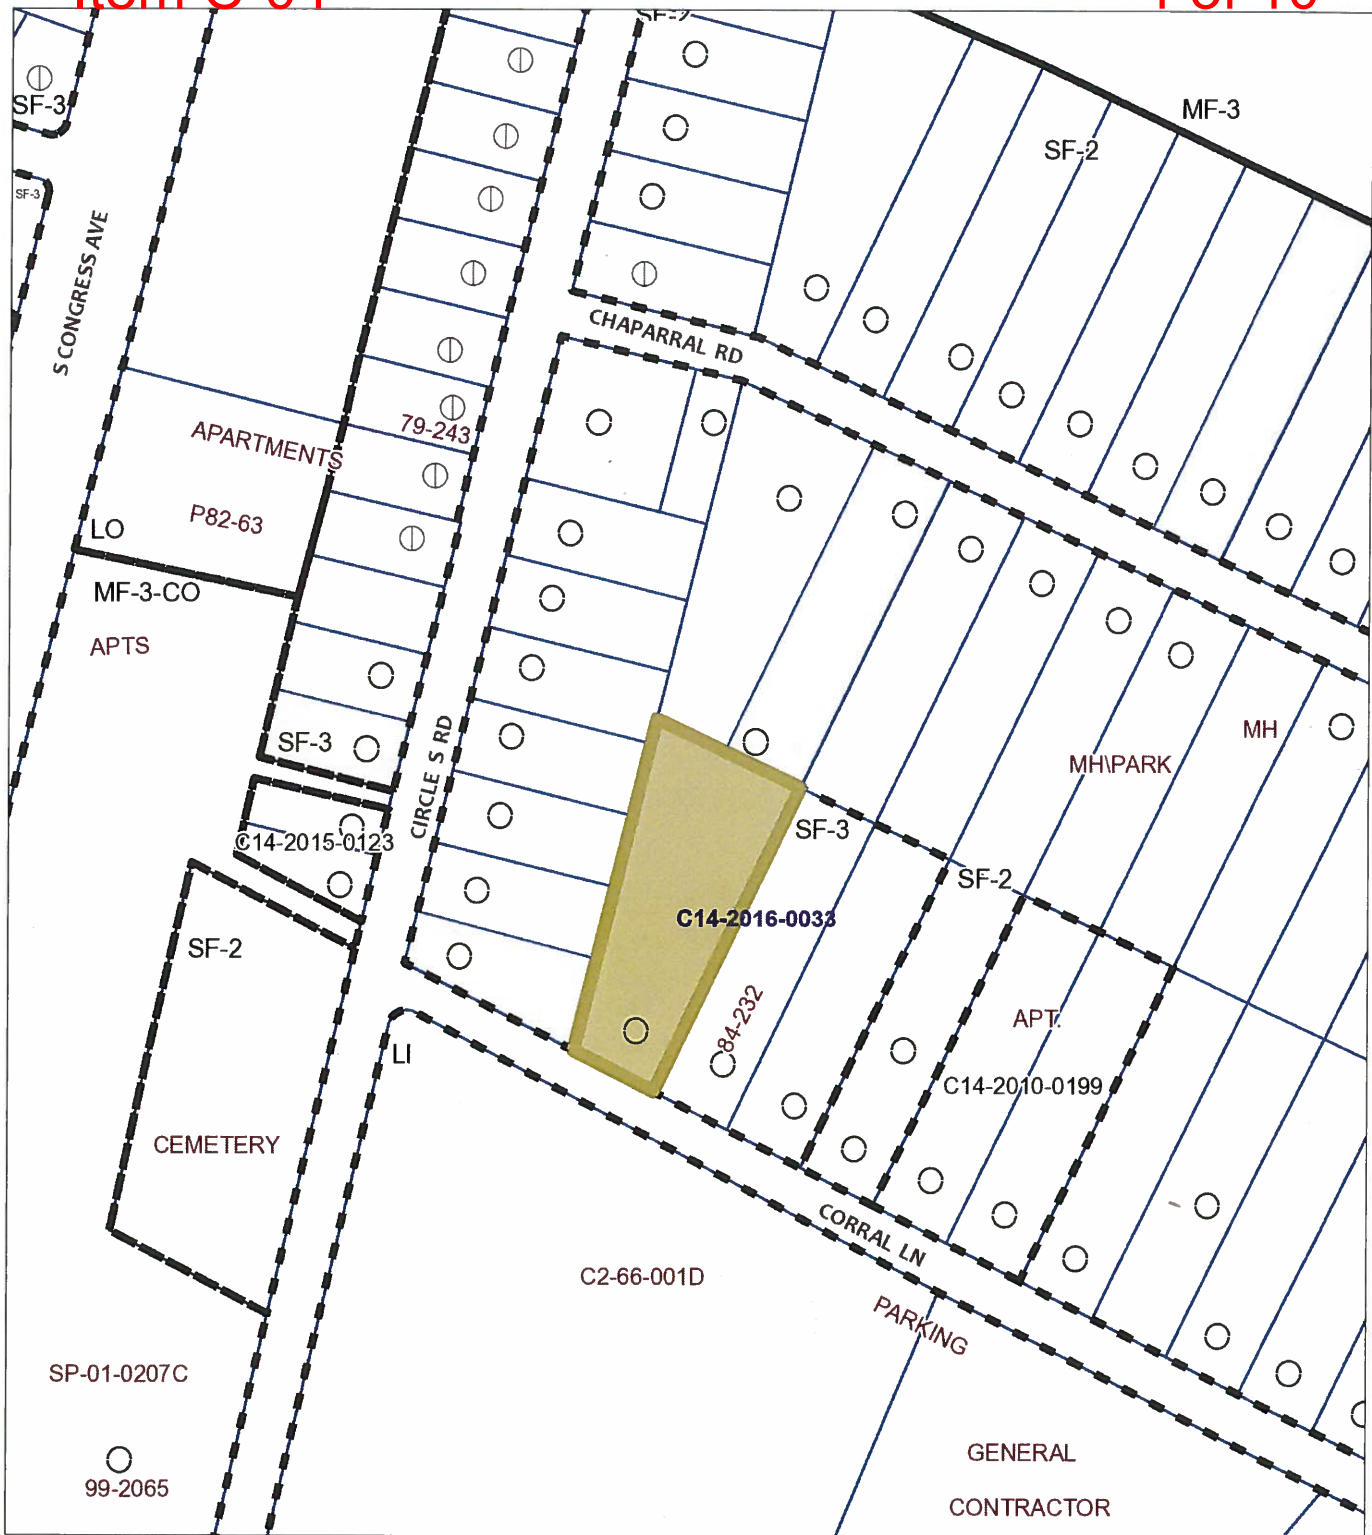 SF-2
MF-3
SF-3
SF-2
SF-3
S CONGRESS AVE
CHAPARRAL RD
79-243
APARTMENTS
P82-63
LO
MF-3-CO
APTS
MH
SF-3
MH\PARK
CIRCLE S RD
SF-3
C14-2015-0123
SF-2
C14-2016-0033
SF-2
84-232
APT.
LI
C14-2010-0199
CEMETERY
CORRAL LN
C2-66-001D
PARKING
SP-01-0207C
GENERAL
99-2065
CONTRACTOR